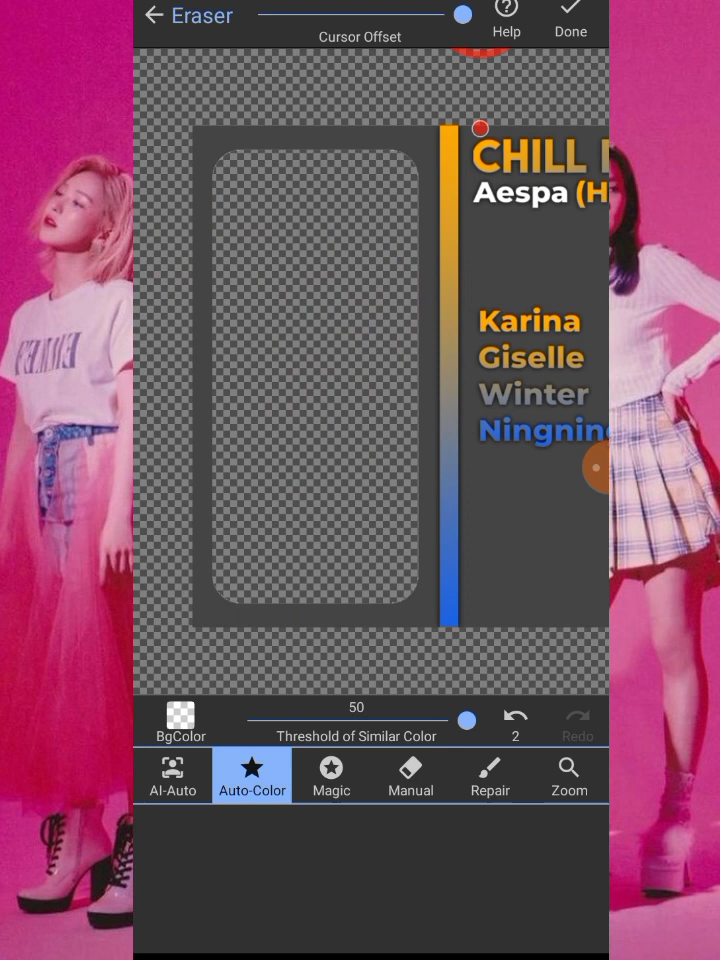 Eraser
Cursor Offset
Help
Done
CHILL
Aespa (H
Karina
Giselle
Winter
Ningning
50
BgColor
Threshold of Similar Color
2
Redo
AI-Auto
Auto-Color
Magic
Manual
Repair
Zoom